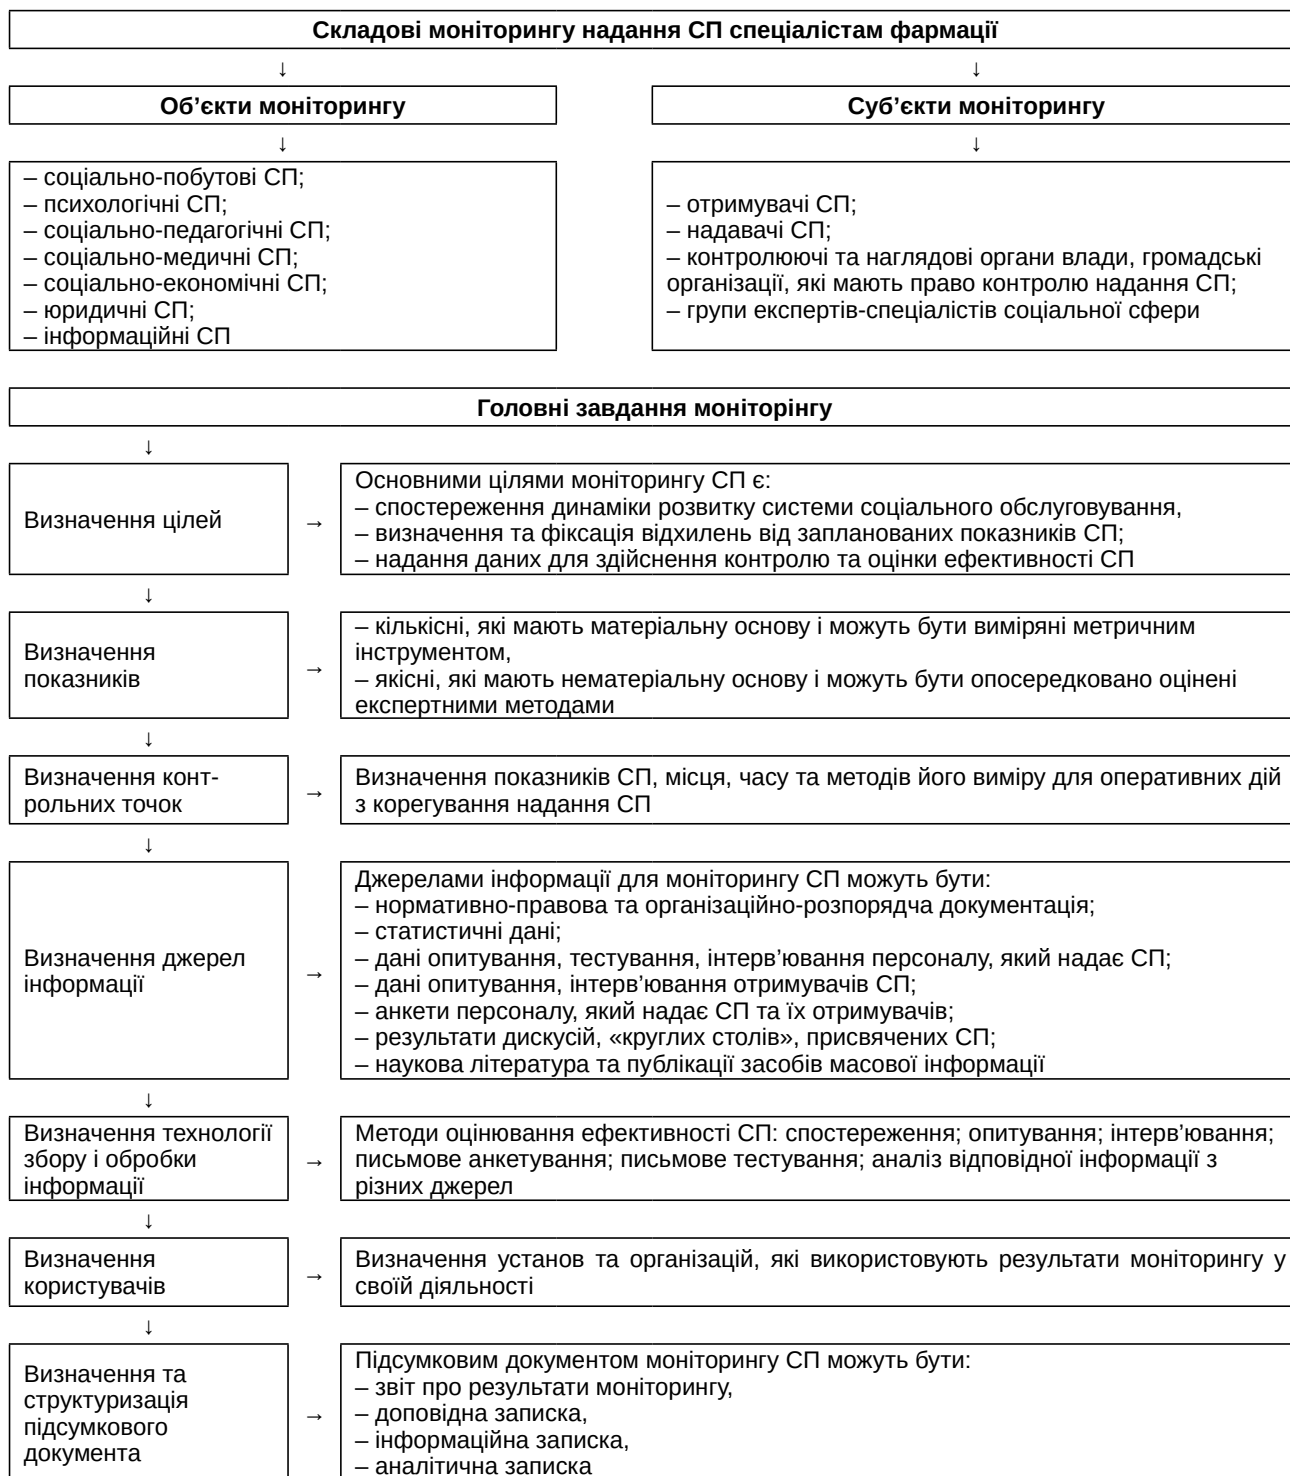 Складові моніторингу надання СП спеціалістам фармації
↓
↓
Об’єкти моніторингу
Суб’єкти моніторингу
↓
↓
– соціально-побутові СП;
– психологічні СП;
– соціально-педагогічні СП;
– соціально-медичні СП;
– соціально-економічні СП;
– юридичні СП;
– інформаційні СП
– отримувачі СП;
– надавачі СП;
– контролюючі та наглядові органи влади, громадські
організації, які мають право контролю надання СП;
– групи експертів-спеціалістів соціальної сфери
Головні завдання моніторінгу
↓
Визначення цілей
→
Основними цілями моніторингу СП є:
– спостереження динаміки розвитку системи соціального обслуговування,
– визначення та фіксація відхилень від запланованих показників СП;
– надання даних для здійснення контролю та оцінки ефективності СП
↓
Визначення
показників
→
– кількісні, які мають матеріальну основу і можуть бути виміряні метричним
інструментом,
– якісні, які мають нематеріальну основу і можуть бути опосередковано оцінені
експертними методами
↓
Визначення конт-
рольних точок
→
Визначення показників СП, місця, часу та методів його виміру для оперативних дій
з корегування надання СП
↓
Визначення джерел
інформації
→
Джерелами інформації для моніторингу СП можуть бути:
– нормативно-правова та організаційно-розпорядча документація;
– статистичні дані;
– дані опитування, тестування, інтерв’ювання персоналу, який надає СП;
– дані опитування, інтерв’ювання отримувачів СП;
– анкети персоналу, який надає СП та їх отримувачів;
– результати дискусій, «круглих столів», присвячених СП;
– наукова література та публікації засобів масової інформації
↓
Визначення технології
збору і обробки
інформації
→
Методи оцінювання ефективності СП: спостереження; опитування; інтерв’ювання;
письмове анкетування; письмове тестування; аналіз відповідної інформації з
різних джерел
↓
Визначення
користувачів
→
Визначення установ та організацій, які використовують результати моніторингу у
своїй діяльності
↓
Визначення та
структуризація
підсумкового
документа
→
Підсумковим документом моніторингу СП можуть бути:
– звіт про результати моніторингу,
– доповідна записка,
– інформаційна записка,
– аналітична записка